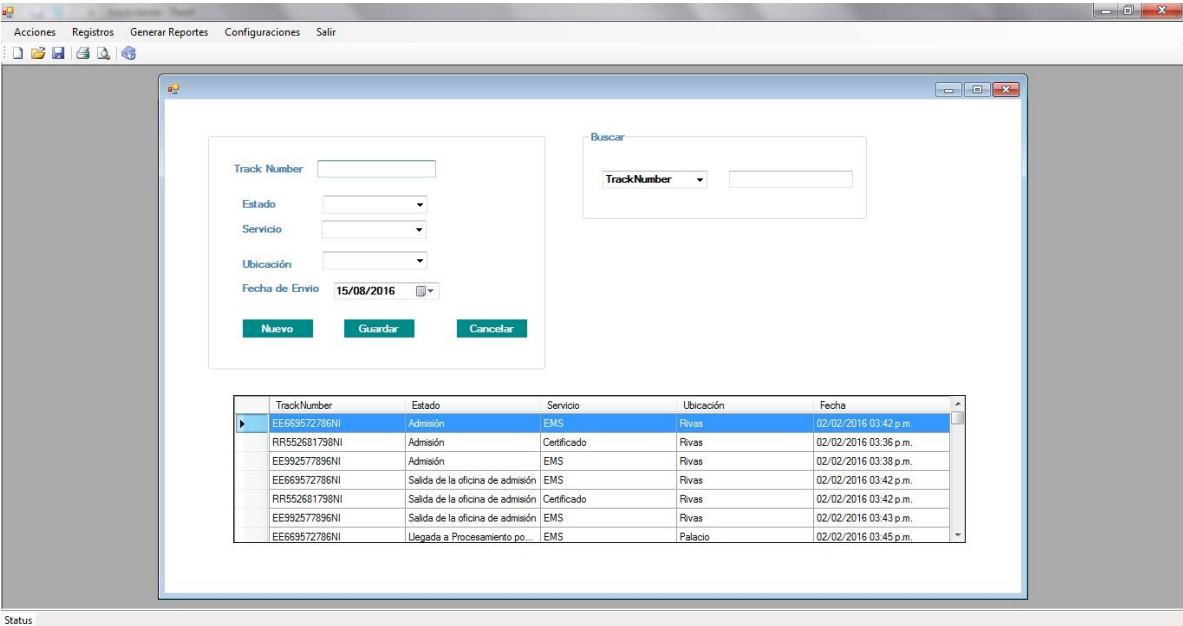 Acciones Registros Generar Reportes Configuraciones Salir
Buscar
Track Number
TrackNumber
Estado
Servicio
Ubicación
Fecha de Envio 15/08/2016
Nuevo Guardar Cancelar
TrackNumber Estado Servicio Ubicación Fecha
EE669572786NI Admisión EMS Rivas 02/02/2016 03:42 p.m.
RR552681798NI Admisión Certificado Rivas 02/02/2016 03:36 p.m.
EE992577896NI Admisión EMS Rivas 02/02/2016 03:38 p.m.
EE669572786NI Salida de la oficina de admisión EMS Rivas 02/02/2016 03:42 p.m.
RR552681798NI Salida de la oficina de admisión Certificado Rivas 02/02/2016 03:42 p.m.
EE992577896NI Salida de la oficina de admisión EMS Rivas 02/02/2016 03:43 p.m.
EE669572786NI Llegada a Procesamiento po... EMS Palacio 02/02/2016 03:45 p.m.
Status